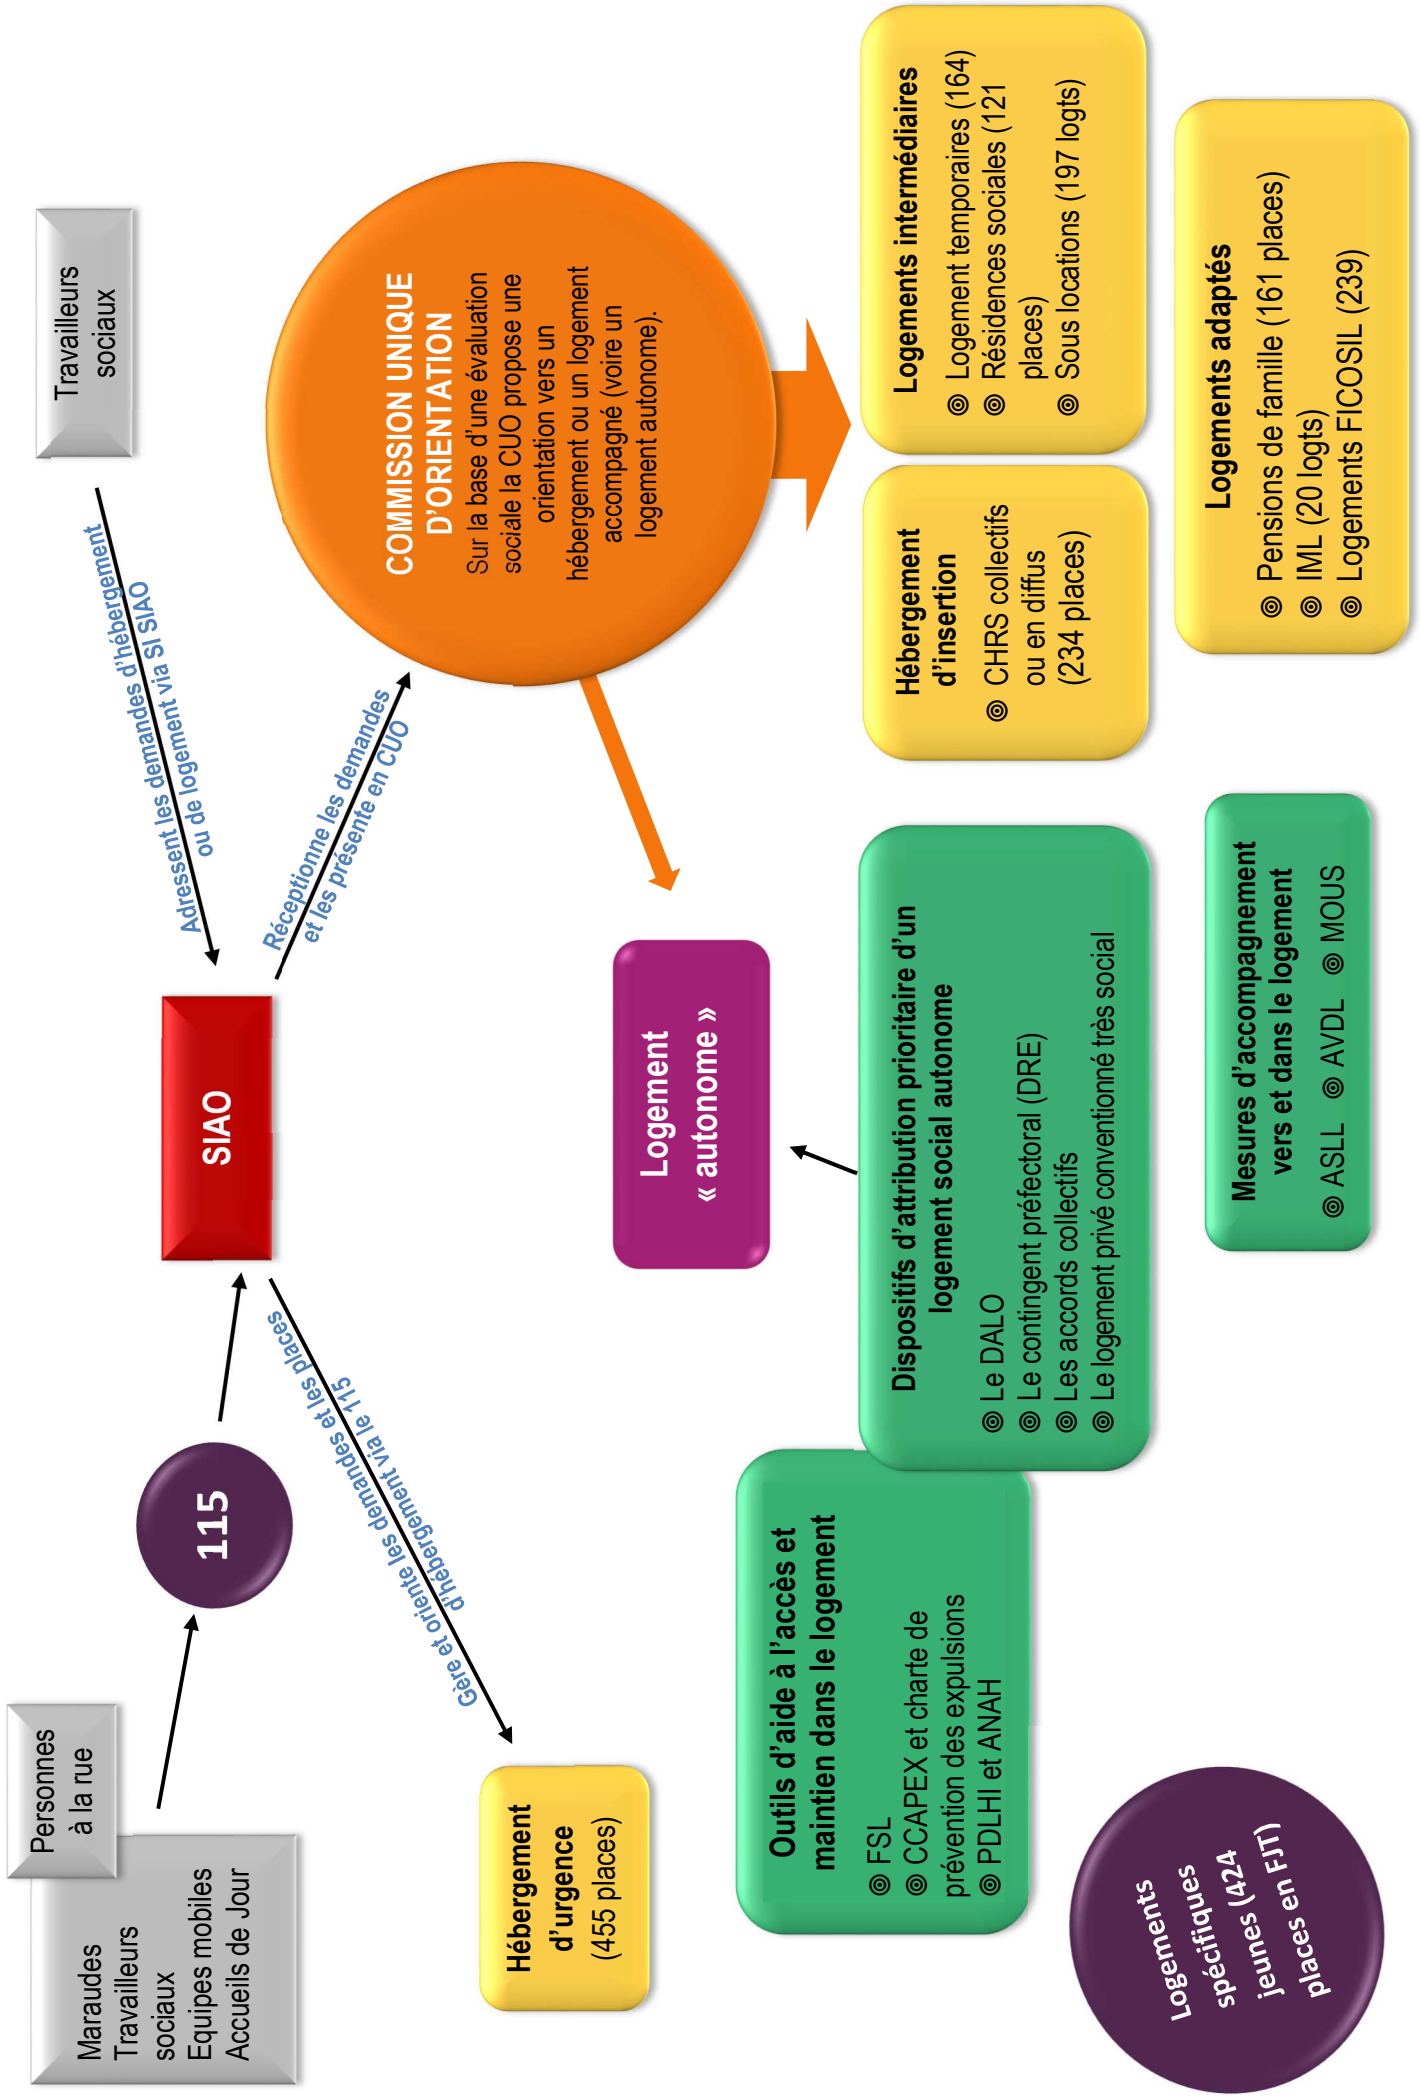 Personnes
à la rue
Maraudes
Travailleurs
sociaux
Equipes mobiles
Accueils de Jour
115
SIAO
Travailleurs
sociaux
Adressent les demandes d'hébergement
ou de logement via SI SIAO
Réceptionne les demandes
et les présente en CUO
Gère et oriente les demandes et les places
d'hébergement via le 115
COMMISSION UNIQUE
D'ORIENTATION
Sur la base d'une évaluation
sociale la CUO propose une
orientation vers un
hébergement ou un logement
accompagné (voire un
logement autonome).
Hébergement
d'urgence
(455 places)
Logement
« autonome »
Outils d'aide à l'accès et
maintien dans le logement
◎ FSL
◎ CCAPEX et charte de
prévention des expulsions
◎ PDLHI et ANAH
Dispositifs d'attribution prioritaire d'un
logement social autonome
◎ Le DALO
◎ Le contingent préfectoral (DRE)
◎ Les accords collectifs
◎ Le logement privé conventionné très social
Hébergement
d'insertion
◎ CHRS collectifs
ou en diffus
(234 places)
Logements intermédiaires
◎ Logement temporaires (164)
◎ Résidences sociales (121
places)
◎ Sous locations (197 logts)
Logements
spécifiques
jeunes (424
places en FJT)
Mesures d'accompagnement
vers et dans le logement
◎ ASLL ◎ AVDL ◎ MOUS
Logements adaptés
◎ Pensions de famille (161 places)
◎ IML (20 logts)
◎ Logements FICOSIL (239)